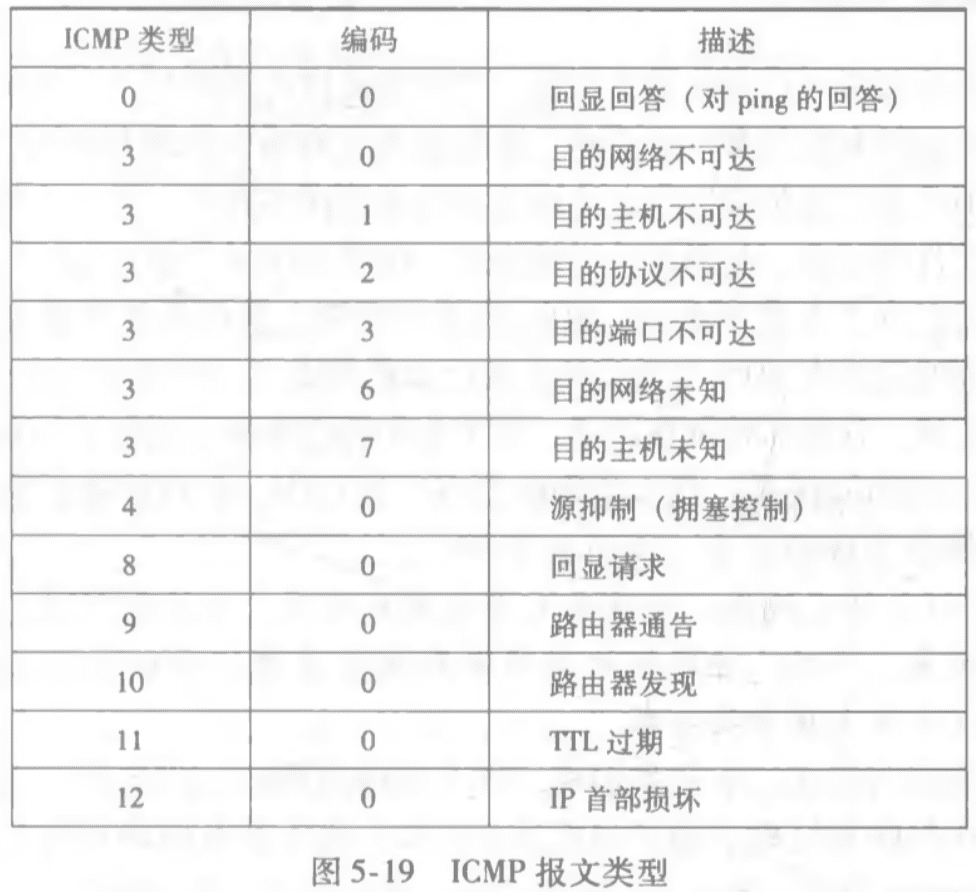 ICMP 类型 编码 描述
0 0 回显回答（对 ping 的回答）
3 0 目的网络不可达
3 1 目的主机不可达
3 2 目的协议不可达
3 3 目的端口不可达
3 6 目的网络未知
3 7 目的主机未知
4 0 源抑制（拥塞控制）
8 0 回显请求
9 0 路由器通告
10 0 路由器发现
11 0 TTL 过期
12 0 IP 首部损坏
图 5-19 ICMP 报文类型